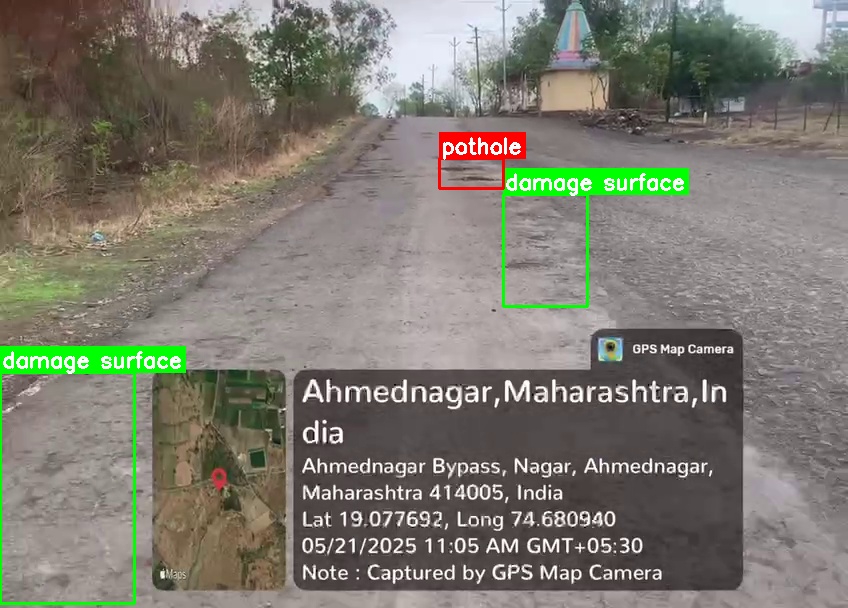 pothole
damage surface
damage surface
GPS Map Camera
Ahmednagar,Maharashtra,In
dia
Ahmednagar Bypass, Nagar, Ahmednagar,
Maharashtra 414005, India
Lat 19.077692, Long 74.680940
05/21/2025 11:05 AM GMT+05:30
Note : Captured by GPS Map Camera
Maps